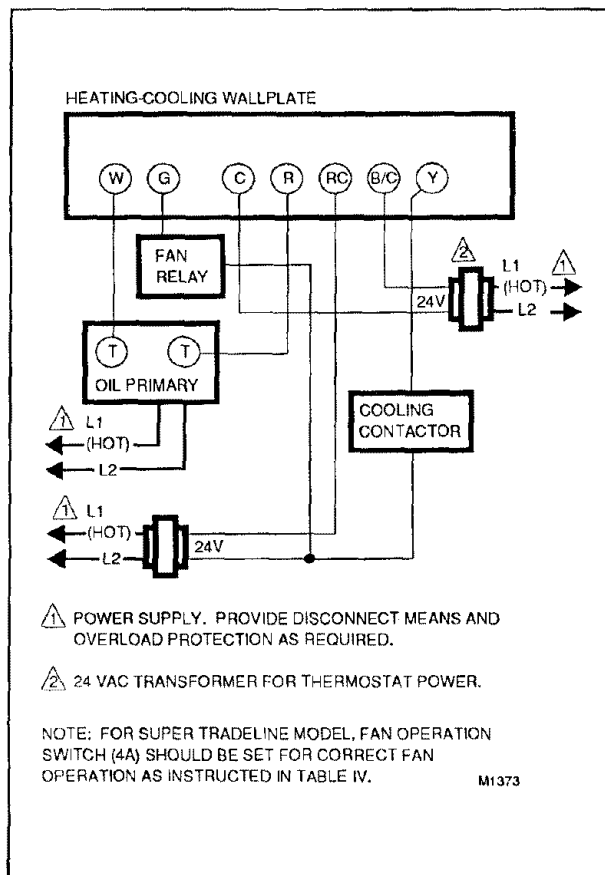 HEATING-COOLING WALLPLATE
W G C R RC B/C Y
FAN
RELAY
2
L1
(HOT)
1
24V
L2
T T
OIL PRIMARY
1
L1
(HOT)
L2
COOLING
CONTACTOR
1
L1
(HOT)
L2
24V
1 POWER SUPPLY. PROVIDE DISCONNECT MEANS AND
OVERLOAD PROTECTION AS REQUIRED.
2 24 VAC TRANSFORMER FOR THERMOSTAT POWER.
NOTE: FOR SUPER TRADELINE MODEL, FAN OPERATION
SWITCH (4A) SHOULD BE SET FOR CORRECT FAN
OPERATION AS INSTRUCTED IN TABLE IV.
M1373